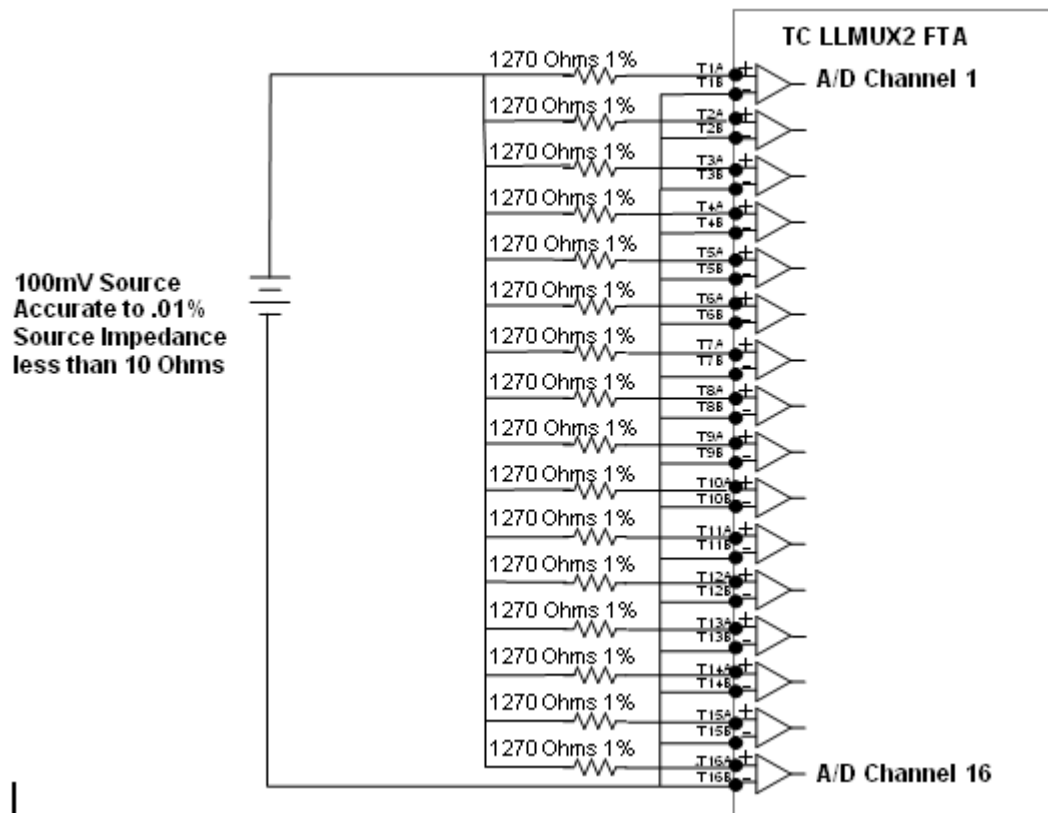 TC LLMUX2 FTA
1270 Ohms 1%
T1A
T1B
+
-
A/D Channel 1
1270 Ohms 1%
T2A
T2B
+
-
1270 Ohms 1%
T3A
T3B
+
-
1270 Ohms 1%
T4A
T4B
+
-
1270 Ohms 1%
T5A
T5B
+
-
100mV Source
Accurate to .01%
Source Impedance
less than 10 Ohms
1270 Ohms 1%
T6A
T6B
+
-
1270 Ohms 1%
T7A
T7B
+
-
1270 Ohms 1%
T8A
T8B
+
-
1270 Ohms 1%
T9A
T9B
+
-
1270 Ohms 1%
T10A
T10B
+
-
1270 Ohms 1%
T11A
T11B
+
-
1270 Ohms 1%
T12A
T12B
+
-
1270 Ohms 1%
T13A
T13B
+
-
1270 Ohms 1%
T14A
T14B
+
-
1270 Ohms 1%
T15A
T15B
+
-
1270 Ohms 1%
T16A
T16B
+
-
A/D Channel 16